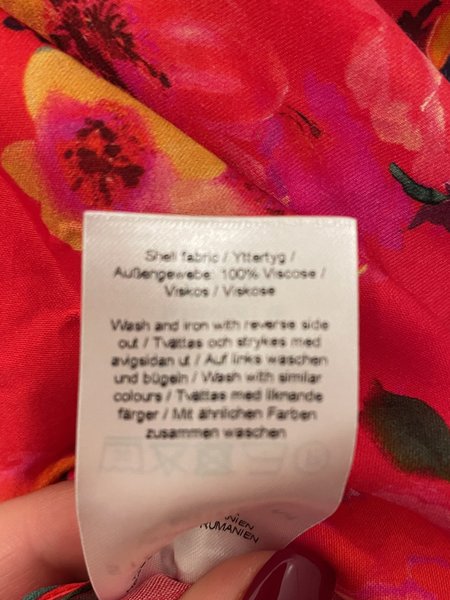 Shell fabric / Yttertyg /
Außengewebe: 100% Viscose /
Viskos / Viskose
Wash and iron with reverse side
out / Tvättas och strykes med
avigsidan ut / Auf links waschen
und bügeln / Wash with similar
colours / Tvättas med liknande
färger / Mit ähnlichen Farben
zusammen waschen
RUMANIEN